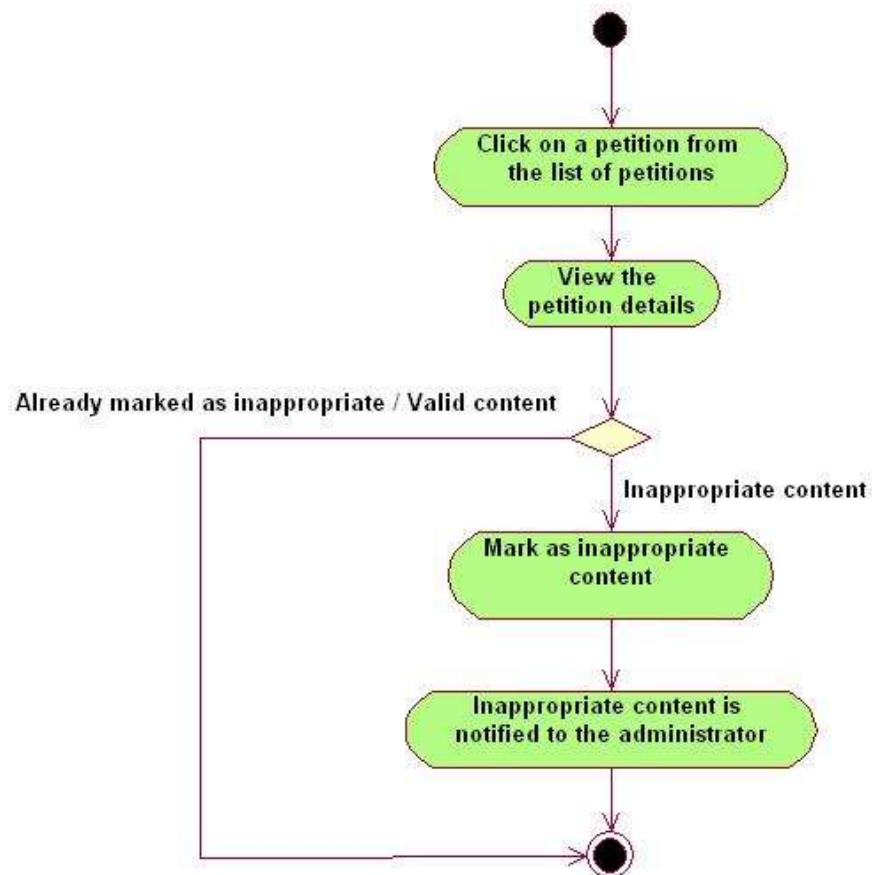 Click on a petition from
the list of petitions
View the
petition details
Already marked as inappropriate / Valid content
Inappropriate content
Mark as inappropriate
content
Inappropriate content is
notified to the administrator